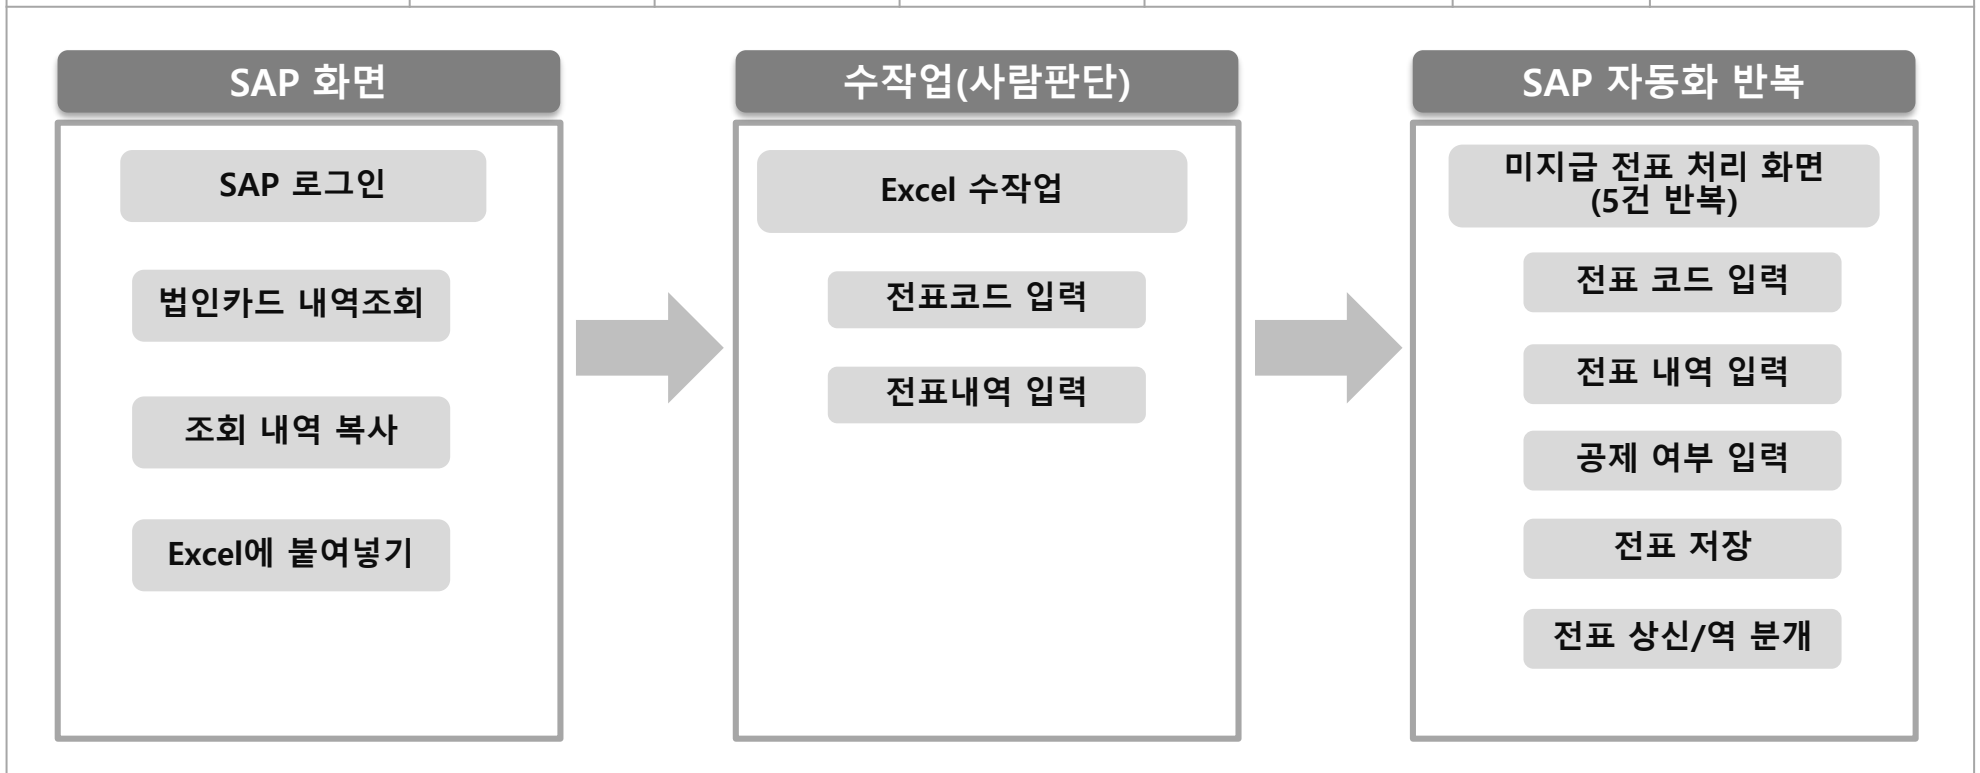 SAP 화면
SAP 로그인
법인카드 내역조회
조회 내역 복사
Excel에 붙여넣기
수작업(사람판단)
Excel 수작업
전표코드 입력
전표내역 입력
SAP 자동화 반복
미지급 전표 처리 화면
(5건 반복)
전표 코드 입력
전표 내역 입력
공제 여부 입력
전표 저장
전표 상신/역 분개